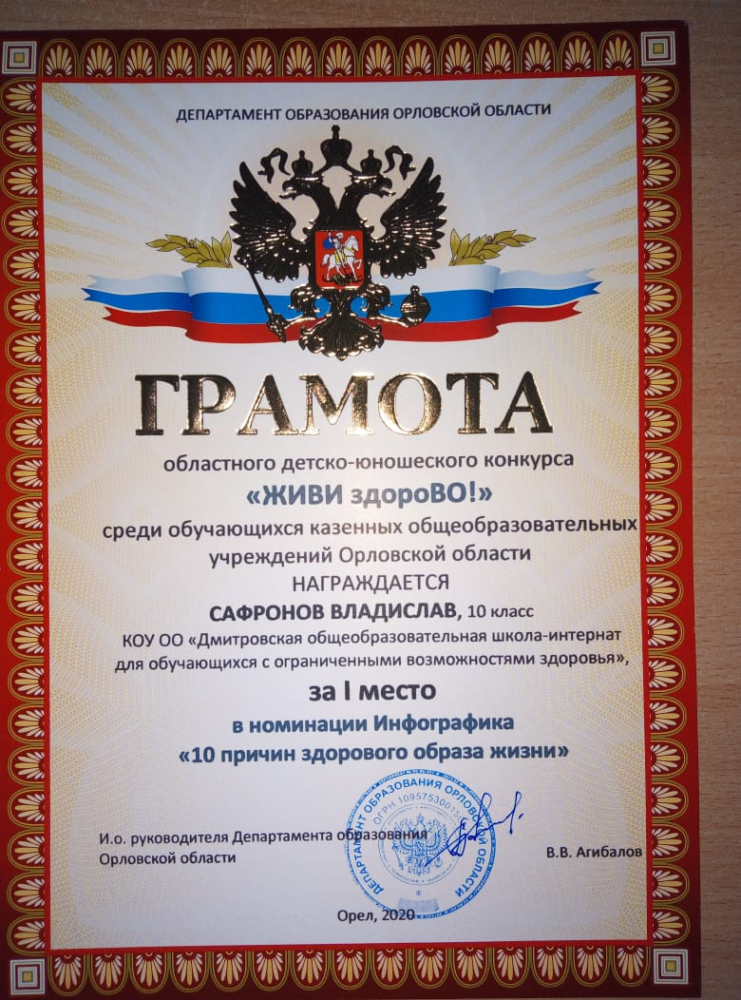 ДЕПАРТАМЕНТ ОБРАЗОВАНИЯ ОРЛОВСКОЙ ОБЛАСТИ
ГРАМОТА
областного детско-юношеского конкурса
«ЖИВИ здороВО!»
среди обучающихся казенных общеобразовательных
учреждений Орловской области
НАГРАЖДАЕТСЯ
САФРОНОВ ВЛАДИСЛАВ, 10 класс
КОУ ОО «Дмитровская общеобразовательная школа-интернат
для обучающихся с ограниченными возможностями здоровья»,
за I место
в номинации Инфографика
«10 причин здорового образа жизни»
И.о. руководителя Департамента образования
Орловской области
В.В. Агибалов
ДЕПАРТАМЕНТ ОБРАЗОВАНИЯ ОРЛОВСКОЙ ОБЛАСТИ
ОГРН
Орел, 2020